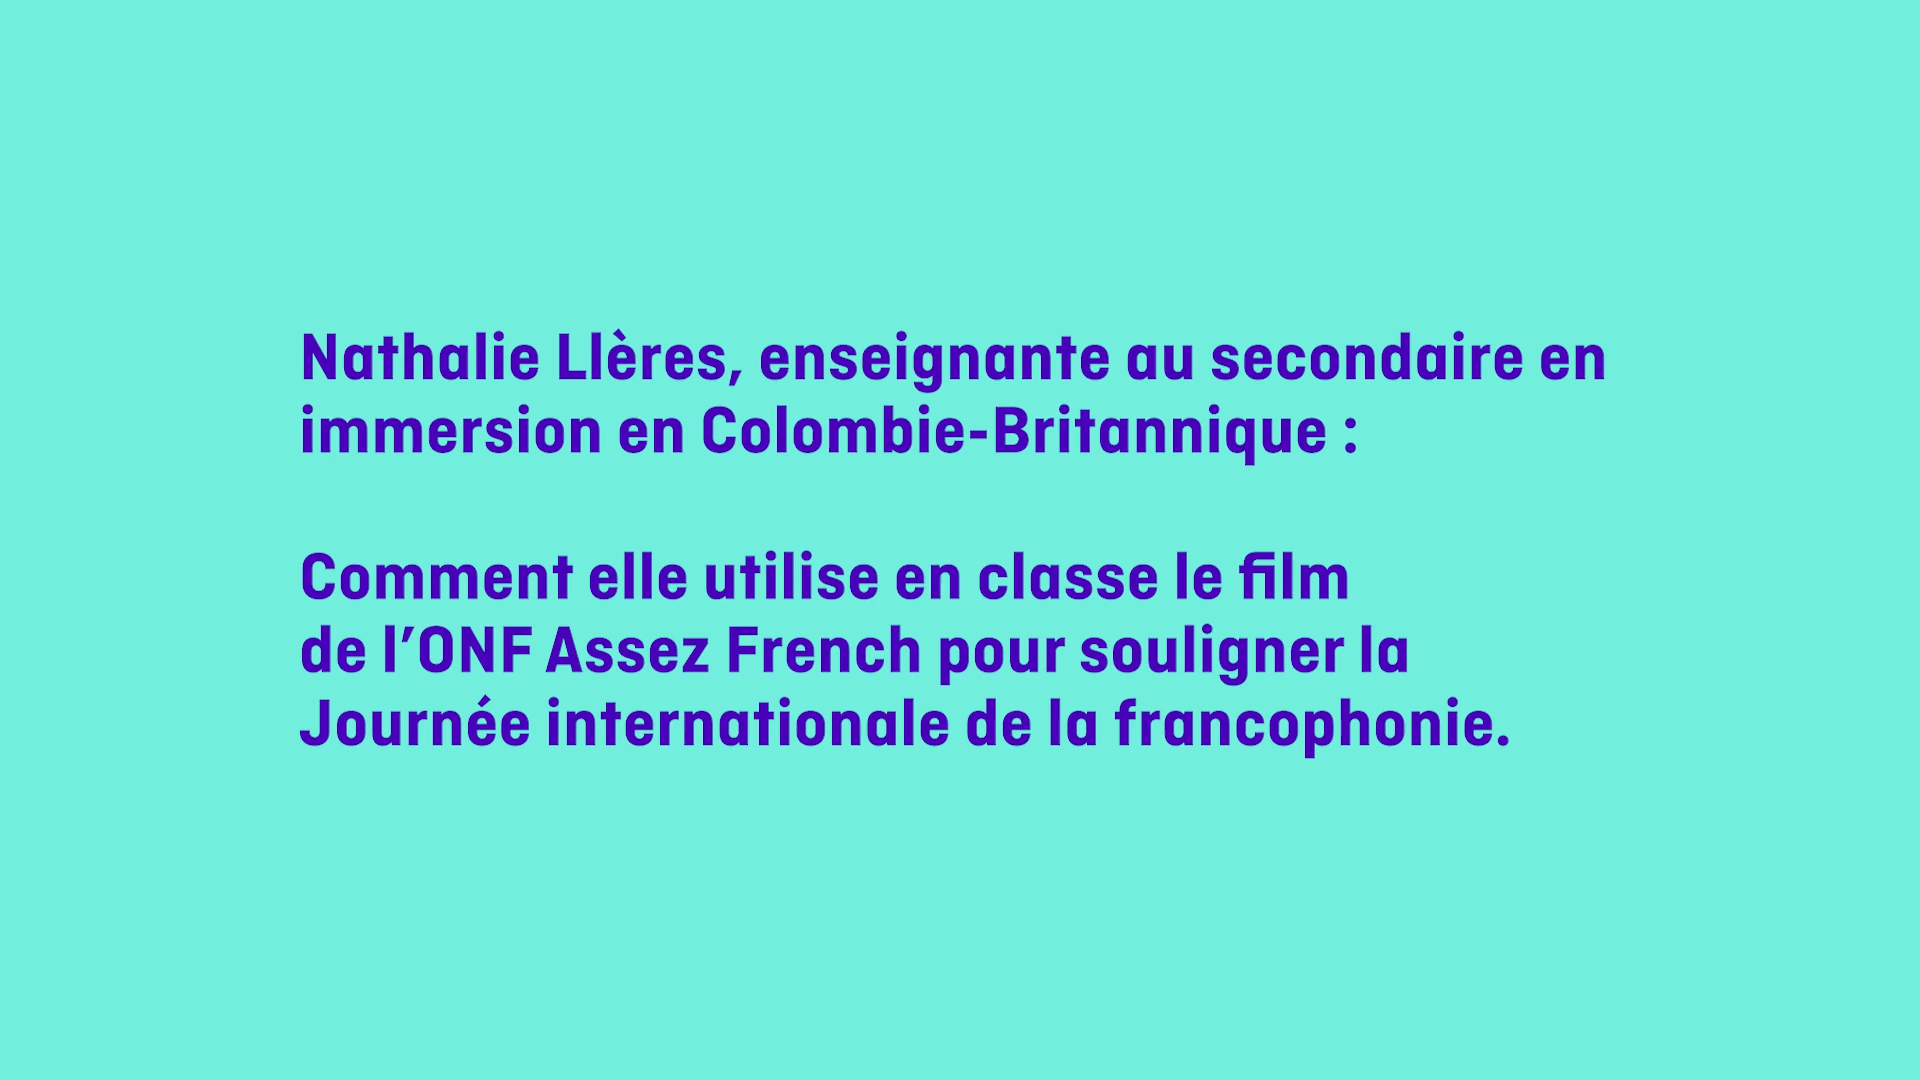 Nathalie Llères, enseignante au secondaire en
immersion en Colombie-Britannique :
Comment elle utilise en classe le film
de l’ONF Assez French pour souligner la
Journée internationale de la francophonie.